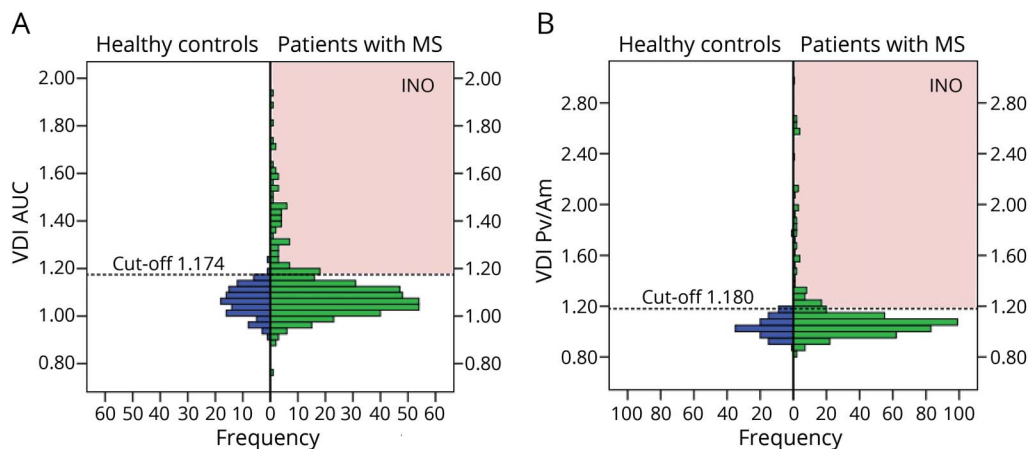 A
Healthy controls Patients with MS
INO
VDI AUC
2.00
1.80
1.60
1.40
1.20
1.00
0.80
Cut-off 1.174
2.00
1.80
1.60
1.40
1.20
1.00
0.80
60 50 40 30 20 10 0 10 20 30 40 50 60
Frequency
B
Healthy controls Patients with MS
INO
VDI Pv/Am
2.80
2.40
2.00
1.60
1.20
0.80
Cut-off 1.180
2.80
2.40
2.00
1.60
1.20
0.80
100 80 60 40 20 0 20 40 60 80 100
Frequency